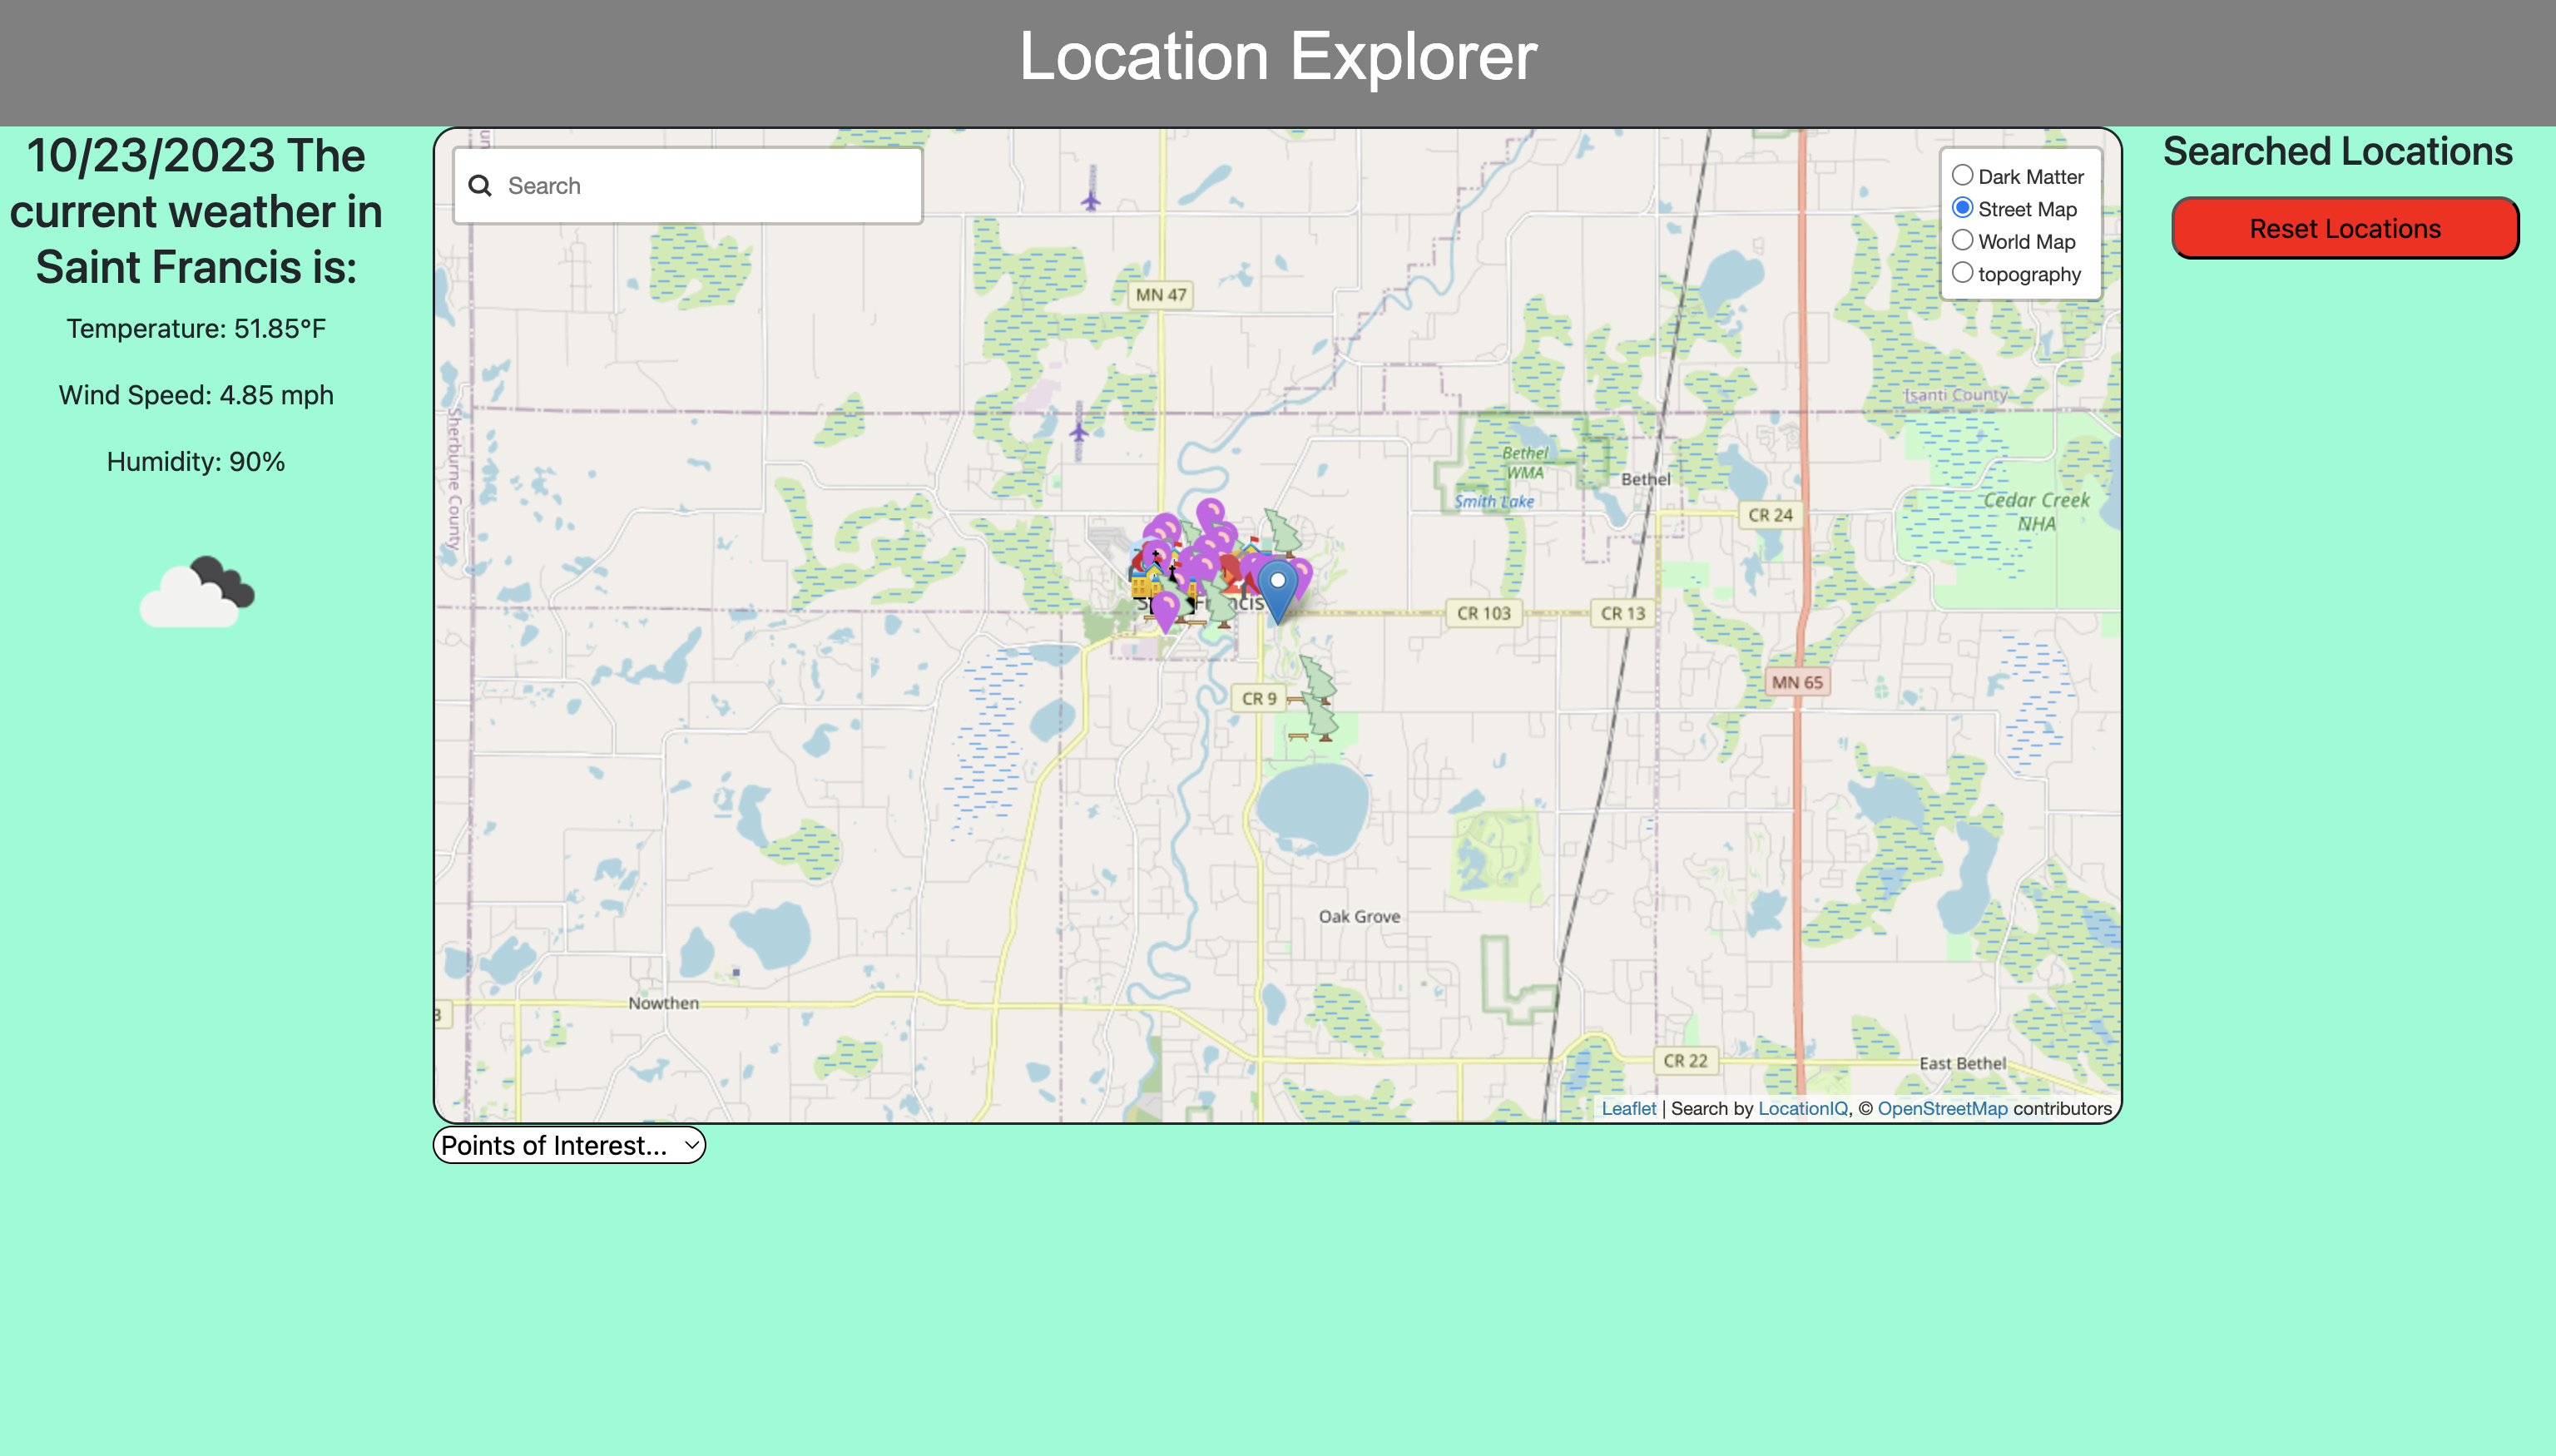 Location Explorer
10/23/2023 The
current weather in
Saint Francis is:
Temperature: 51.85°F
Wind Speed: 4.85 mph
Humidity: 90%
Search
Dark Matter
Street Map
World Map
topography
Searched Locations
Reset Locations
MN 47
Isanti County
Sherburne County
Bethel
WMA
Bethel
Smith Lake
Cedar Creek
NHA
CR 24
CR 103
CR 13
MN 65
CR 9
Oak Grove
Nowthen
CR 22
East Bethel
Leaflet | Search by LocationIQ, © OpenStreetMap contributors
Points of Interest...